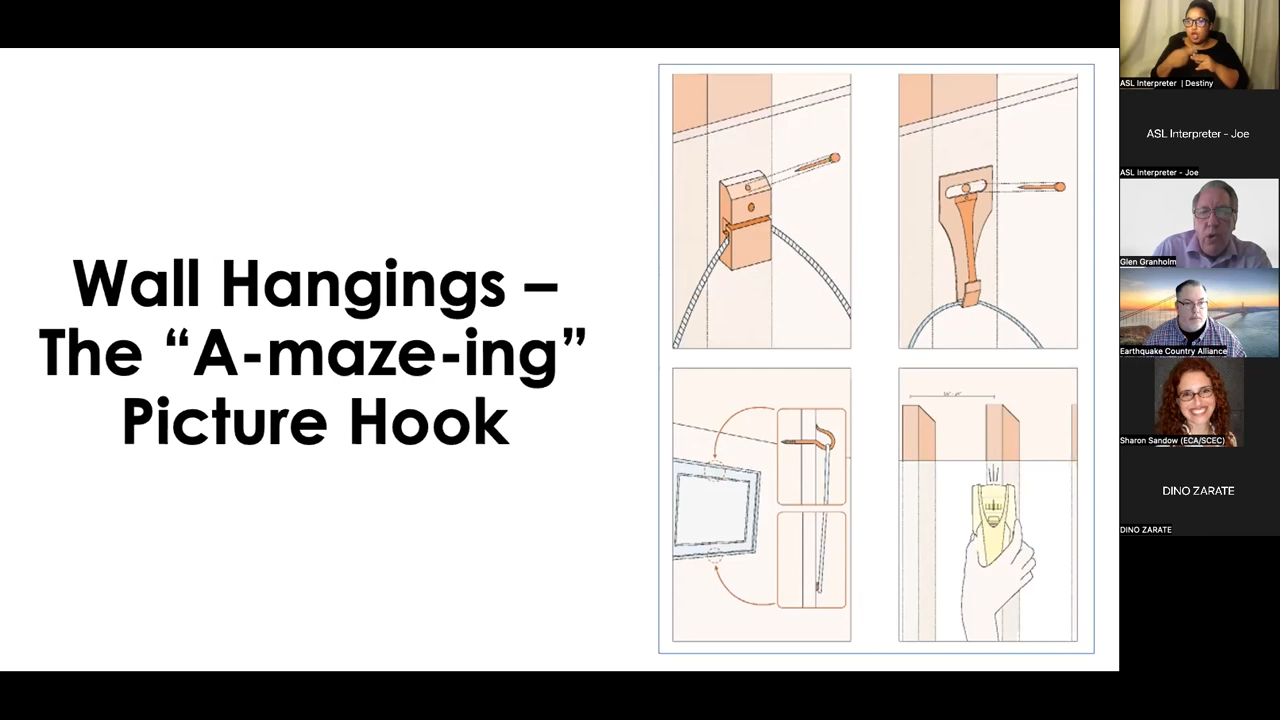 Wall Hangings –
The “A-maze-ing”
Picture Hook
ASL Interpreter | Destiny
ASL Interpreter - Joe
ASL Interpreter - Joe
Glen Granholm
Earthquake Country Alliance
Sharon Sandow (ECA/SCEC)
DINO ZARATE
DINO ZARATE